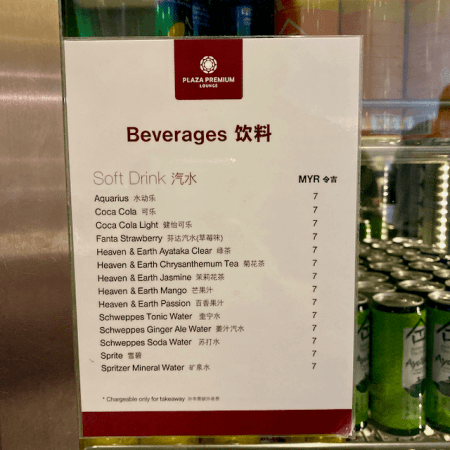 PLAZA PREMIUM
LOUNGE
Beverages 饮料
Soft Drink 汽水 MYR 令吉
Aquarius 水动乐 7
Coca Cola 可乐 7
Coca Cola Light 健怡可乐 7
Fanta Strawberry 芬达汽水(草莓味) 7
Heaven & Earth Ayataka Clear 绿茶 7
Heaven & Earth Chrysanthemum Tea 菊花茶 7
Heaven & Earth Jasmine 茉莉花茶 7
Heaven & Earth Mango 芒果汁 7
Heaven & Earth Passion 百香果汁 7
Schweppes Tonic Water 奎宁水 7
Schweppes Ginger Ale Water 姜汁汽水 7
Schweppes Soda Water 苏打水 7
Sprite 雪碧 7
Spritzer Mineral Water 矿泉水 7
* Chargeable only for takeaway